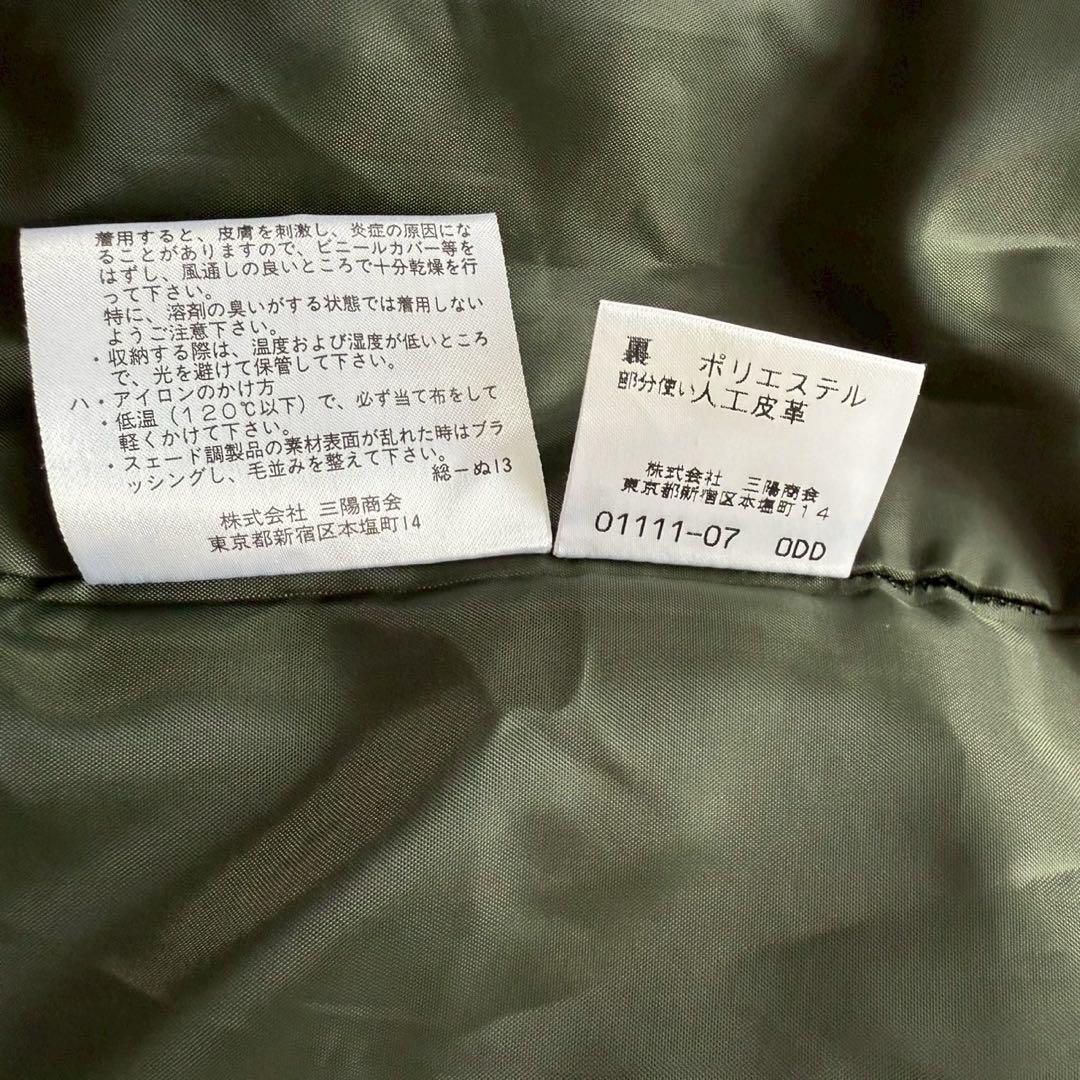 着用すると、皮膚を刺激し、炎症の原因にな
ることがありますので、ビニールカバー等を
はずし、風通しの良いところで十分乾燥を行
って下さい。
特に、溶剤の臭いがする状態では着用しない
ようご注意下さい。
・収納する際は、温度および湿度が低いところ
で、光を避けて保管して下さい。
ハ・アイロンのかけ方
・低温（120℃以下）で、必ず当て布をして
軽くかけて下さい。
・スエード調製品の素材表面が乱れた時はブラ
ッシングし、毛並みを整えて下さい。
総ーぬ13
株式会社 三陽商会
東京都新宿区本塩町14
裏 ポリエステル
部分使い人工皮革
株式会社 三陽商会
東京都新宿区本塩町14
01111-07 ODD